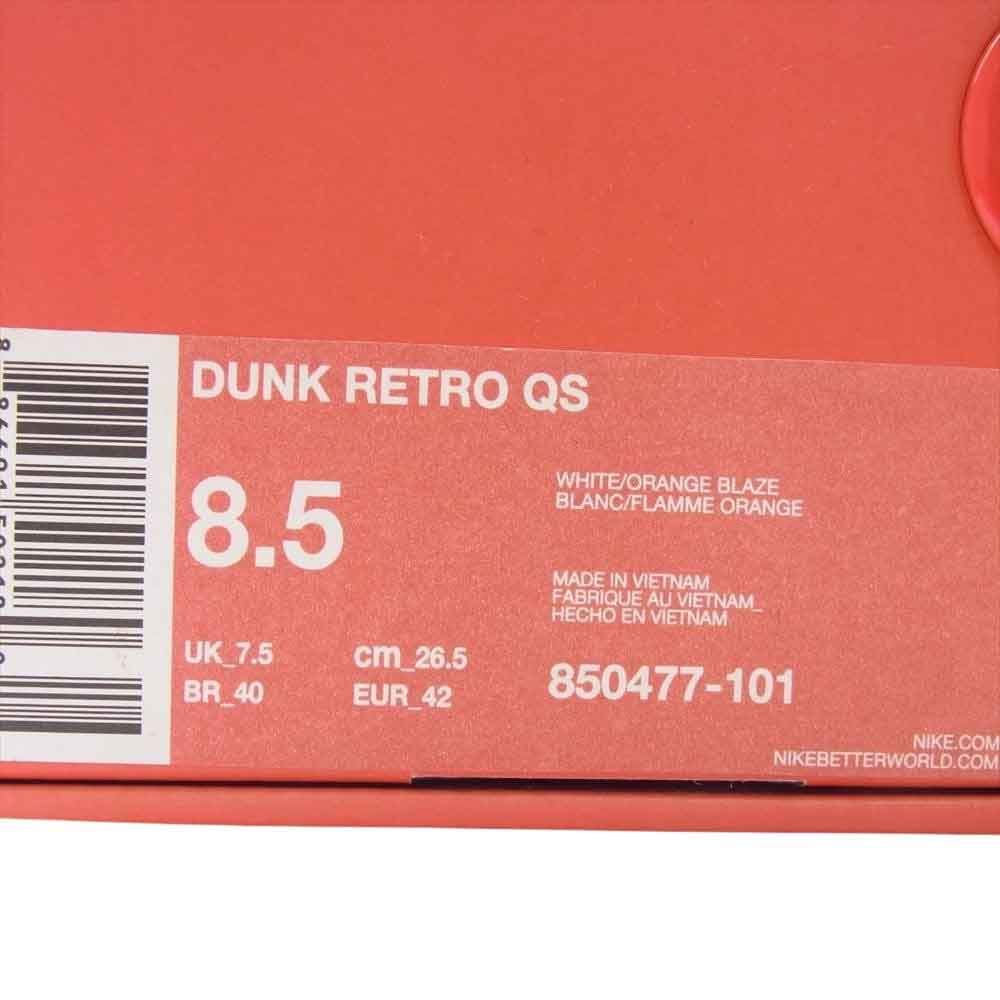 DUNK RETRO QS
8.5
WHITE/ORANGE BLAZE
BLANC/FLAMME ORANGE
MADE IN VIETNAM
FABRIQUE AU VIETNAM_
HECHO EN VIETNAM
UK_7.5 cm_26.5
BR_40 EUR_42
850477-101
NIKE.COM
NIKEBETTERWORLD.COM